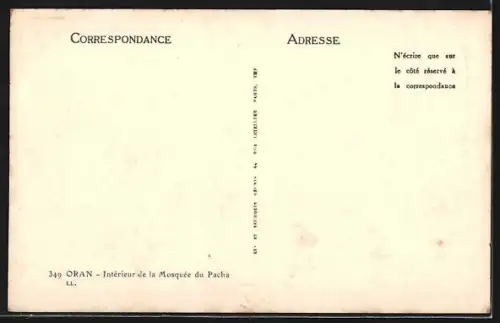 CORRESPONDANCE
ADRESSE
N'écrire que sur
le côté réservé à
la correspondance
349 ORAN - Intérieur de la Mosquée du Pacha
LL.